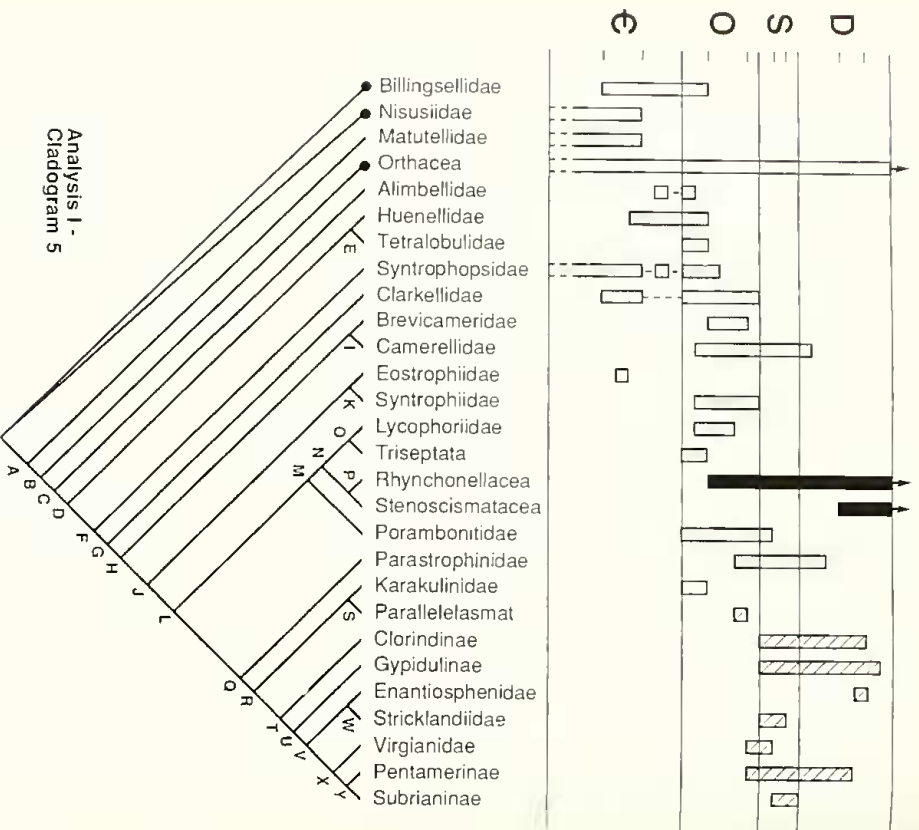 Є O S D
Billingsellidae
Nisusiidae
Matutellidae
Orthacea
Alimbellidae
Huenellidae
E
Tetralobulidae
Syntrophopsidae
Clarkellidae
Brevicameridae
I
Camerellidae
Eostrophiidae
K
Syntrophiidae
Lycophoriidae
O
Triseptata
N
Rhynchonellacea
M P
Stenoscismatacea
Porambonitidae
Parastrophinidae
Karakulinidae
S
Parallelelasmat
Clorindinae
Gypidulinae
Enantiosphenidae
W
Stricklandiidae
Virgianidae
Pentamerinae
Subrianinae
A
B
C
D
F
G
H
J
L
Q
R
T
U
V
X
Y
Analysis I -
Cladogram 5